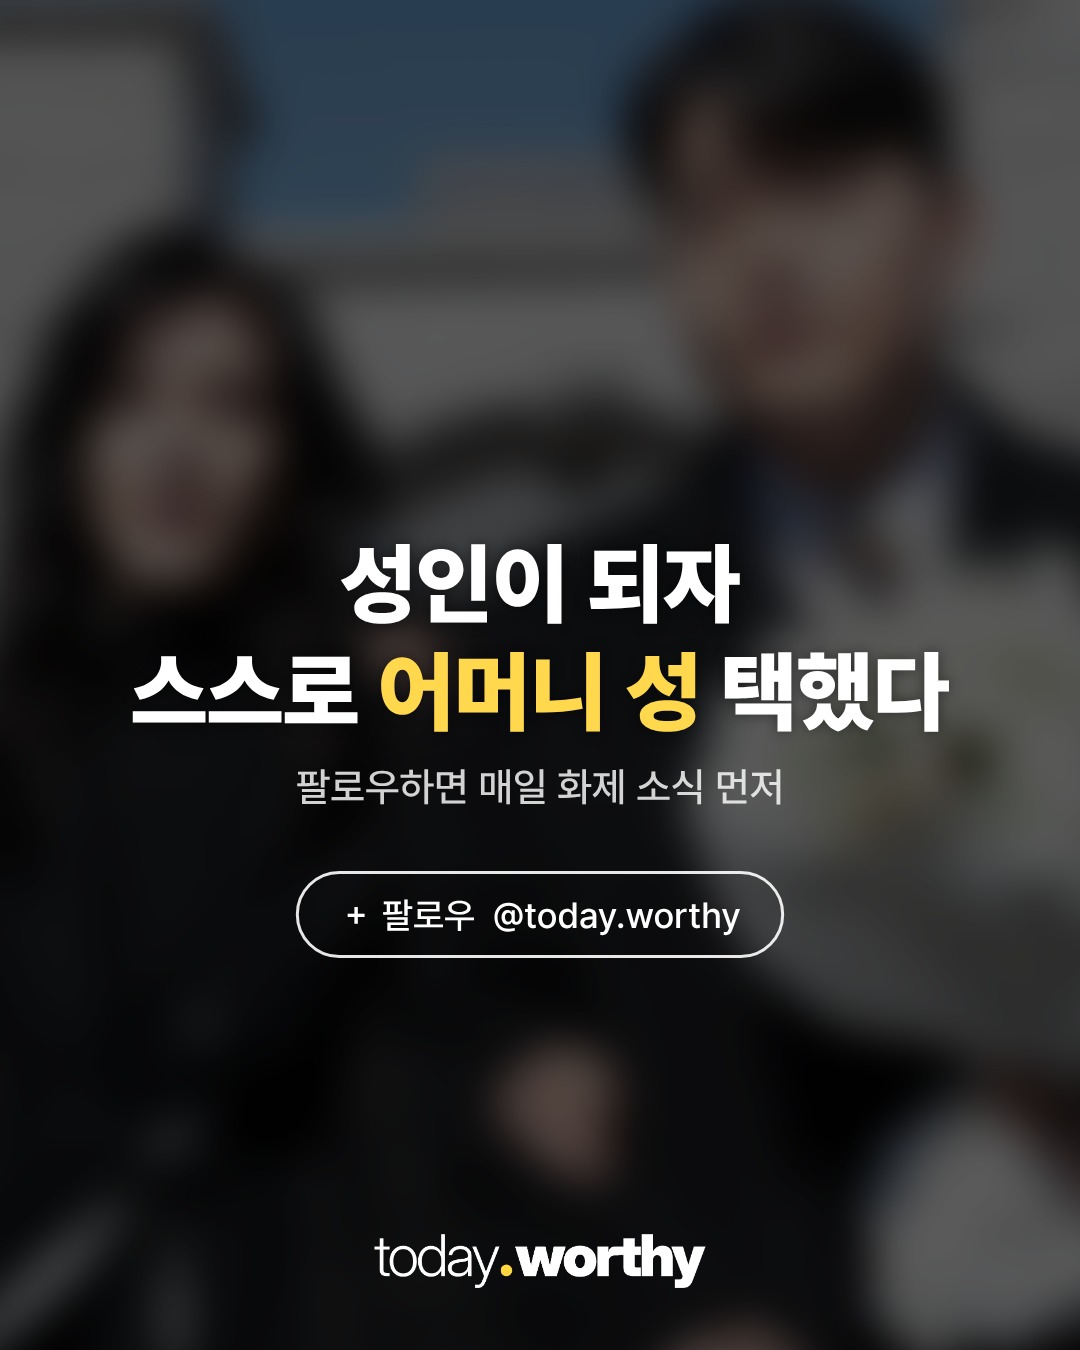 성인이 되자
스스로 어머니 성 택했다
팔로우하면 매일 화제 소식 먼저
+ 팔로우 @today.worthy
today.worthy